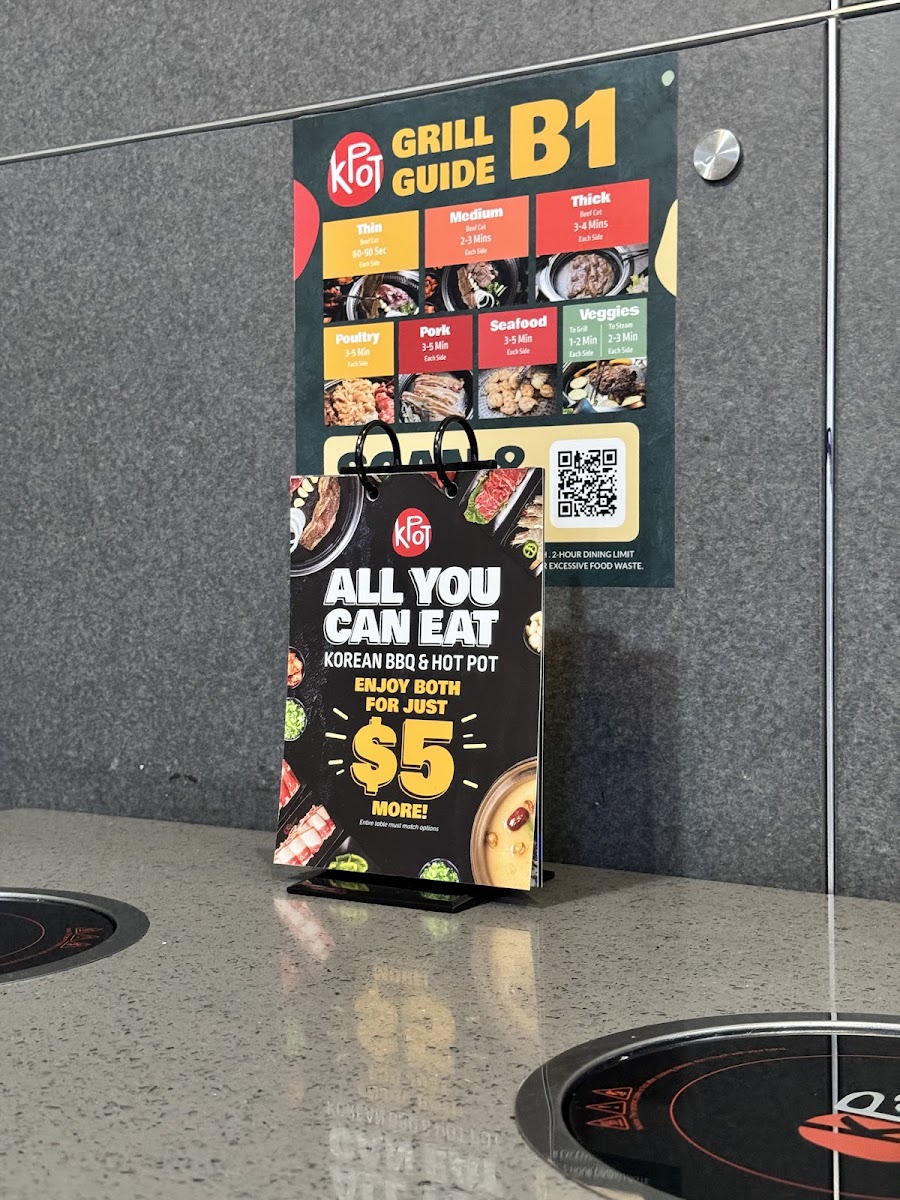 KPOT
GRILL
GUIDE
B1
Thin
Beef Cut
60-90 Sec
Each Side
Medium
Beef Cut
2-3 Mins
Each Side
Thick
Beef Cut
3-4 Mins
Each Side
Poultry
3-5 Min
Each Side
Pork
3-5 Min
Each Side
Seafood
3-5 Min
Each Side
Veggies
To Grill
1-2 Min
Each Side
To Steam
2-3 Min
Each Side
SCAN &
2-HOUR DINING LIMIT
EXCESSIVE FOOD WASTE.
KPOT
ALL YOU
CAN EAT
KOREAN BBQ & HOT POT
ENJOY BOTH
FOR JUST
$5
MORE!
Entire table must match options